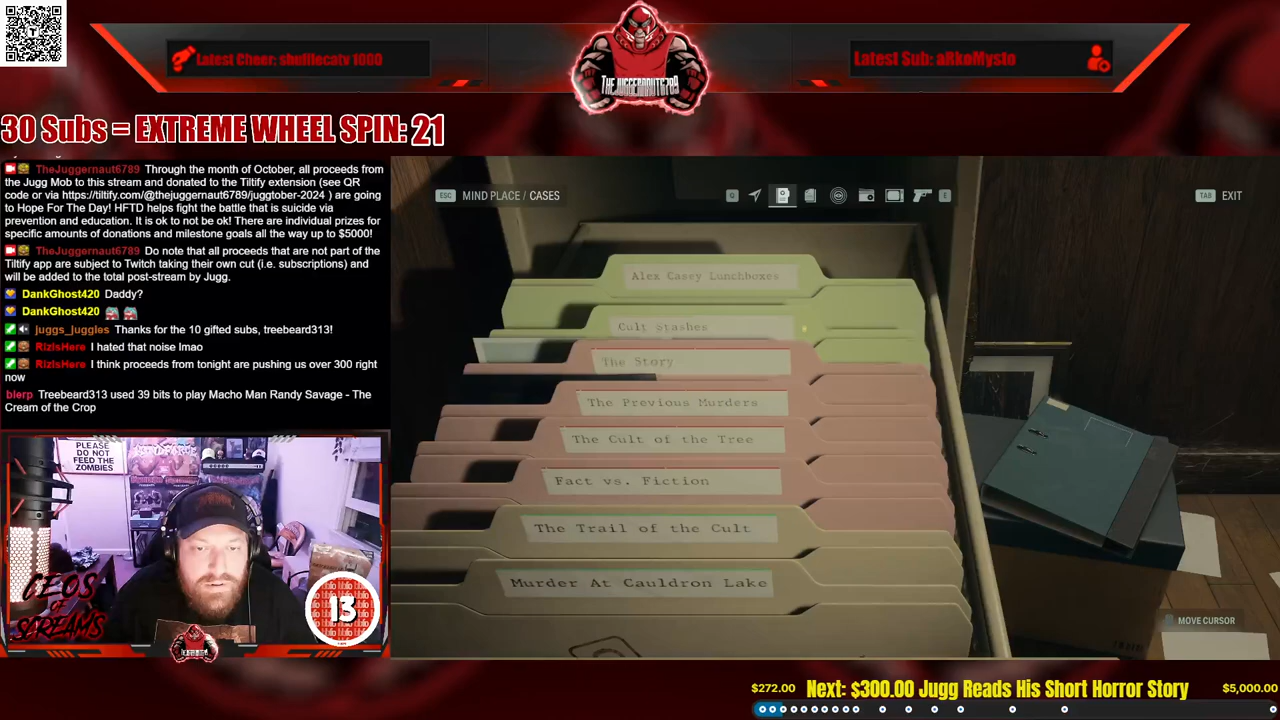 Latest Cheer: shufflecatv 1000
THEJUGGERNAUT6789
Latest Sub: aRkoMysto
30 Subs = EXTREME WHEEL SPIN: 21
TheJuggernaut6789 Through the month of October, all proceeds from
the Jugg Mob to this stream and donated to the Tiltify extension (see QR
code or via https://tiltify.com/@thejuggernaut6789/juggtober-2024 ) are going
to Hope For The Day! HFTD helps fight the battle that is suicide via
prevention and education. It is ok to not be ok! There are individual prizes for
specific amounts of donations and milestone goals all the way up to $5000!
TheJuggernaut6789 Do note that all proceeds that are not part of the
Tiltify app are subject to Twitch taking their own cut (i.e. subscriptions) and
will be added to the total post-stream by Jugg.
DankGhost420 Daddy?
DankGhost420
juggs_juggles Thanks for the 10 gifted subs, treebeard313!
RizIsHere I hated that noise lmao
RizIsHere I think proceeds from tonight are pushing us over 300 right
now
blerp Treebeard313 used 39 bits to play Macho Man Randy Savage - The
Cream of the Crop
ESC MIND PLACE / CASES
Q
E
TAB EXIT
Alex Casey Lunchboxes
Cult Stashes
The Story
The Previous Murders
The Cult of the Tree
Fact vs. Fiction
The Trail of the Cult
Murder At Cauldron Lake
MOVE CURSOR
PLEASE
DO NOT
FEED THE
ZOMBIES
CEOS
OF
SCREAMS
13
$272.00 Next: $300.00 Jugg Reads His Short Horror Story $5,000.00